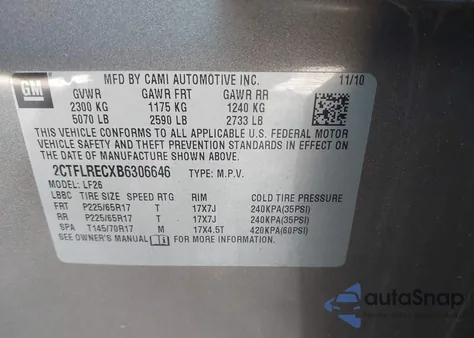 GM
MFD BY CAMI AUTOMOTIVE INC. 11/10
GVWR GAWR FRT GAWR RR
2300 KG 1175 KG 1240 KG
5070 LB 2590 LB 2733 LB
THIS VEHICLE CONFORMS TO ALL APPLICABLE U.S. FEDERAL MOTOR
VEHICLE SAFETY AND THEFT PREVENTION STANDARDS IN EFFECT ON
THE DATE OF MANUFACTURE SHOWN ABOVE.
2CTFLRECXB6306646 TYPE: M.P.V.
MODEL: LF26
LBBC TIRE SIZE SPEED RTG RIM COLD TIRE PRESSURE
FRT P225/65R17 T 17X7J 240KPA(35PSI)
RR P225/65R17 T 17X7J 240KPA(35PSI)
SPA T145/70R17 M 17X4.5T 420KPA(60PSI)
SEE OWNER'S MANUAL FOR MORE INFORMATION.
autoSnap